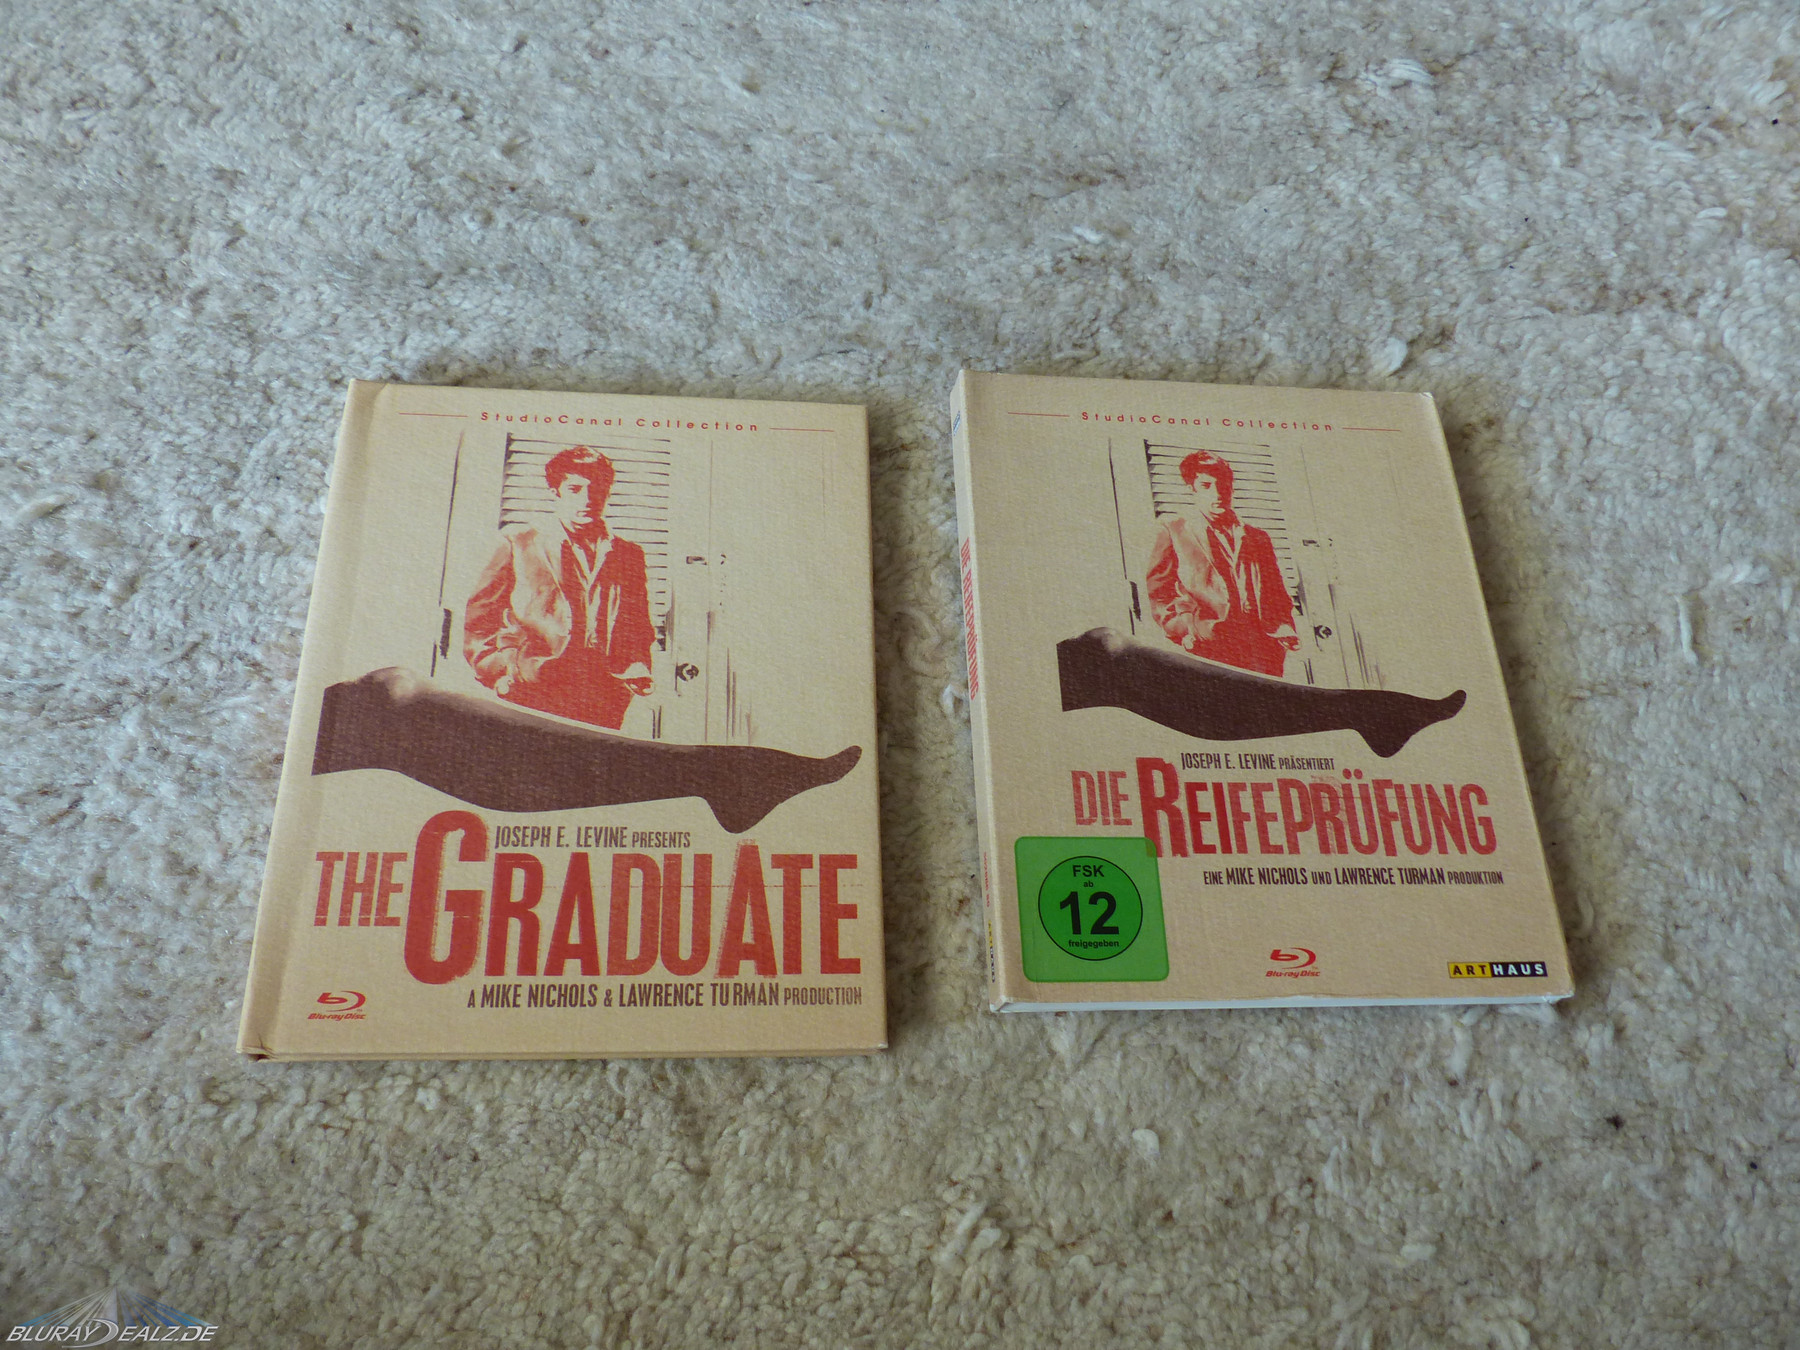 StudioCanal Collection
JOSEPH E. LEVINE PRESENTS
THE GRADUATE
A MIKE NICHOLS & LAWRENCE TURMAN PRODUCTION
Blu-ray Disc
StudioCanal Collection
DIE REIFEPRÜFUNG
JOSEPH E. LEVINE PRÄSENTIERT
DIE REIFEPRÜFUNG
EINE MIKE NICHOLS UND LAWRENCE TURMAN PRODUKTION
FSK
ab
12
freigegeben
Blu-ray Disc
ARTHAUS
BLURAYDEALZ.DE